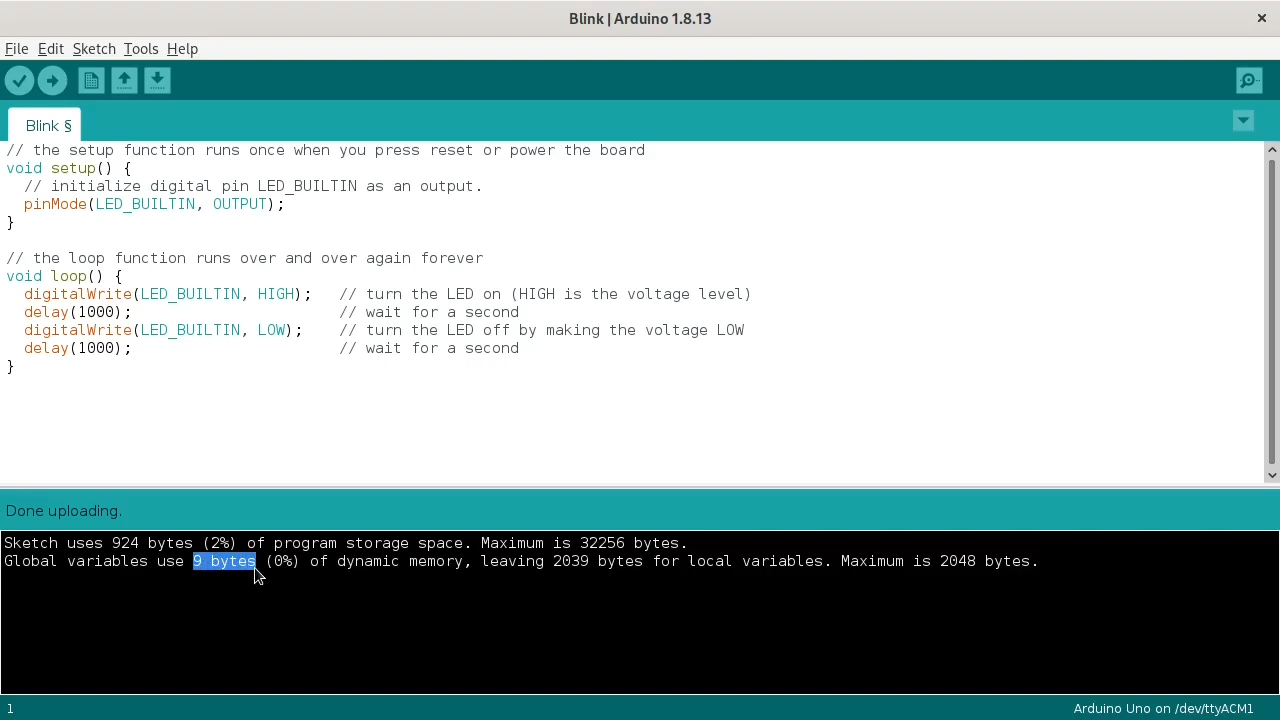 Blink | Arduino 1.8.13
File Edit Sketch Tools Help
Blink §
// the setup function runs once when you press reset or power the board
void setup() {
  // initialize digital pin LED_BUILTIN as an output.
  pinMode(LED_BUILTIN, OUTPUT);
}
// the loop function runs over and over again forever
void loop() {
  digitalWrite(LED_BUILTIN, HIGH);   // turn the LED on (HIGH is the voltage level)
  delay(1000);                       // wait for a second
  digitalWrite(LED_BUILTIN, LOW);    // turn the LED off by making the voltage LOW
  delay(1000);                       // wait for a second
}
Done uploading.
Sketch uses 924 bytes (2%) of program storage space. Maximum is 32256 bytes.
Global variables use 9 bytes (0%) of dynamic memory, leaving 2039 bytes for local variables. Maximum is 2048 bytes.
1 Arduino Uno on /dev/ttyACM1